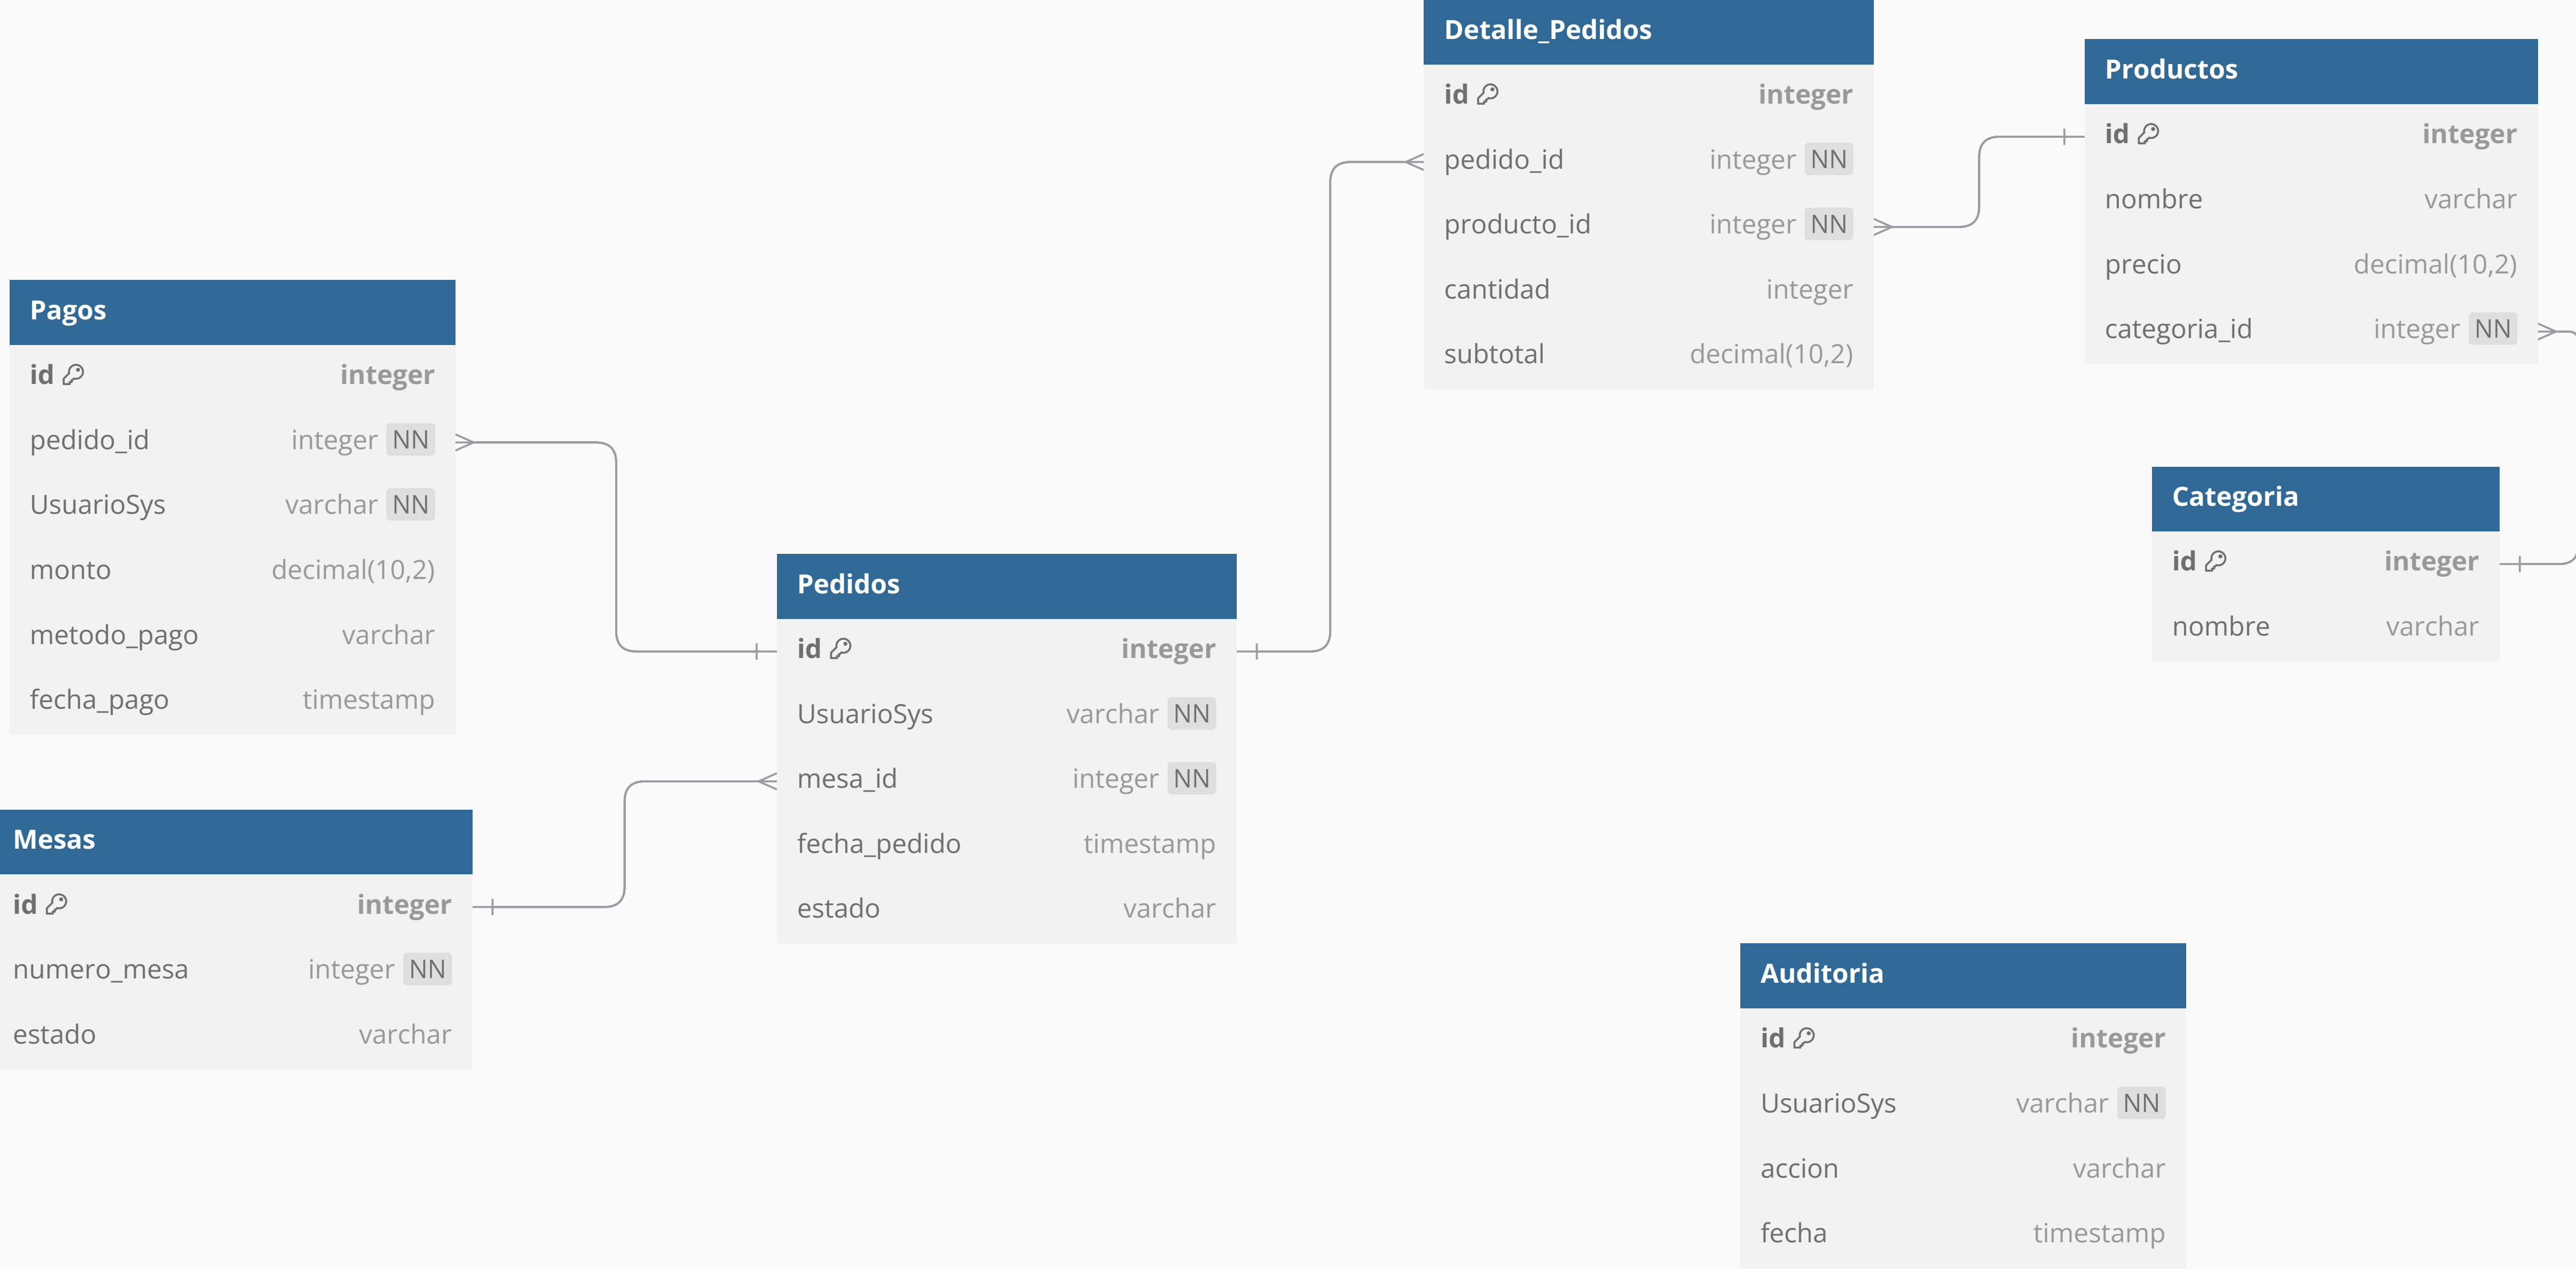 Detalle_Pedidos
id integer
pedido_id integer NN
producto_id integer NN
cantidad integer
subtotal decimal(10,2)
Productos
id integer
nombre varchar
precio decimal(10,2)
categoria_id integer NN
Pagos
id integer
pedido_id integer NN
UsuarioSys varchar NN
monto decimal(10,2)
metodo_pago varchar
fecha_pago timestamp
Categoria
id integer
nombre varchar
Pedidos
id integer
UsuarioSys varchar NN
mesa_id integer NN
fecha_pedido timestamp
estado varchar
Mesas
id integer
numero_mesa integer NN
estado varchar
Auditoria
id integer
UsuarioSys varchar NN
accion varchar
fecha timestamp